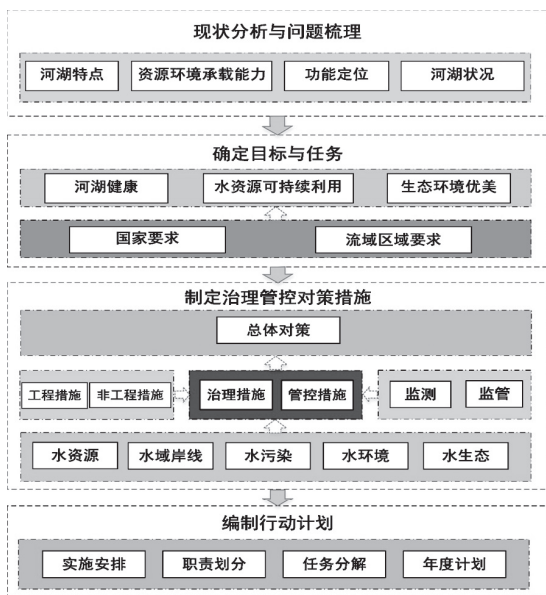 现状分析与问题梳理
河湖特点 资源环境承载能力 功能定位 河湖状况
确定目标与任务
河湖健康 水资源可持续利用 生态环境优美
国家要求 流域区域要求
制定治理管控对策措施
总体对策
工程措施 非工程措施 治理措施 管控措施 监测 监管
水资源 水域岸线 水污染 水环境 水生态
编制行动计划
实施安排 职责划分 任务分解 年度计划